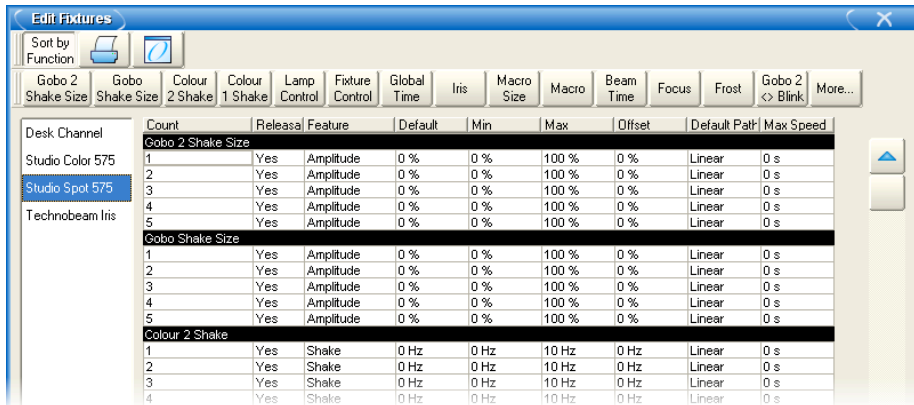 Edit Fixtures
Sort by Function
Gobo 2 Shake Size Gobo Shake Size Colour 2 Shake Colour 1 Shake Lamp Control Fixture Control Global Time Iris Macro Size Macro Beam Time Focus Frost Gobo 2 <> Blink More...
Desk Channel
Studio Color 575
Studio Spot 575
Technobeam Iris
Count Releasa Feature Default Min Max Offset Default Path Max Speed
Gobo 2 Shake Size
1 Yes Amplitude 0 % 0 % 100 % 0 % Linear 0 s
2 Yes Amplitude 0 % 0 % 100 % 0 % Linear 0 s
3 Yes Amplitude 0 % 0 % 100 % 0 % Linear 0 s
4 Yes Amplitude 0 % 0 % 100 % 0 % Linear 0 s
5 Yes Amplitude 0 % 0 % 100 % 0 % Linear 0 s
Gobo Shake Size
1 Yes Amplitude 0 % 0 % 100 % 0 % Linear 0 s
2 Yes Amplitude 0 % 0 % 100 % 0 % Linear 0 s
3 Yes Amplitude 0 % 0 % 100 % 0 % Linear 0 s
4 Yes Amplitude 0 % 0 % 100 % 0 % Linear 0 s
5 Yes Amplitude 0 % 0 % 100 % 0 % Linear 0 s
Colour 2 Shake
1 Yes Shake 0 Hz 0 Hz 10 Hz 0 Hz Linear 0 s
2 Yes Shake 0 Hz 0 Hz 10 Hz 0 Hz Linear 0 s
3 Yes Shake 0 Hz 0 Hz 10 Hz 0 Hz Linear 0 s
4 Yes Shake 0 Hz 0 Hz 10 Hz 0 Hz Linear 0 s